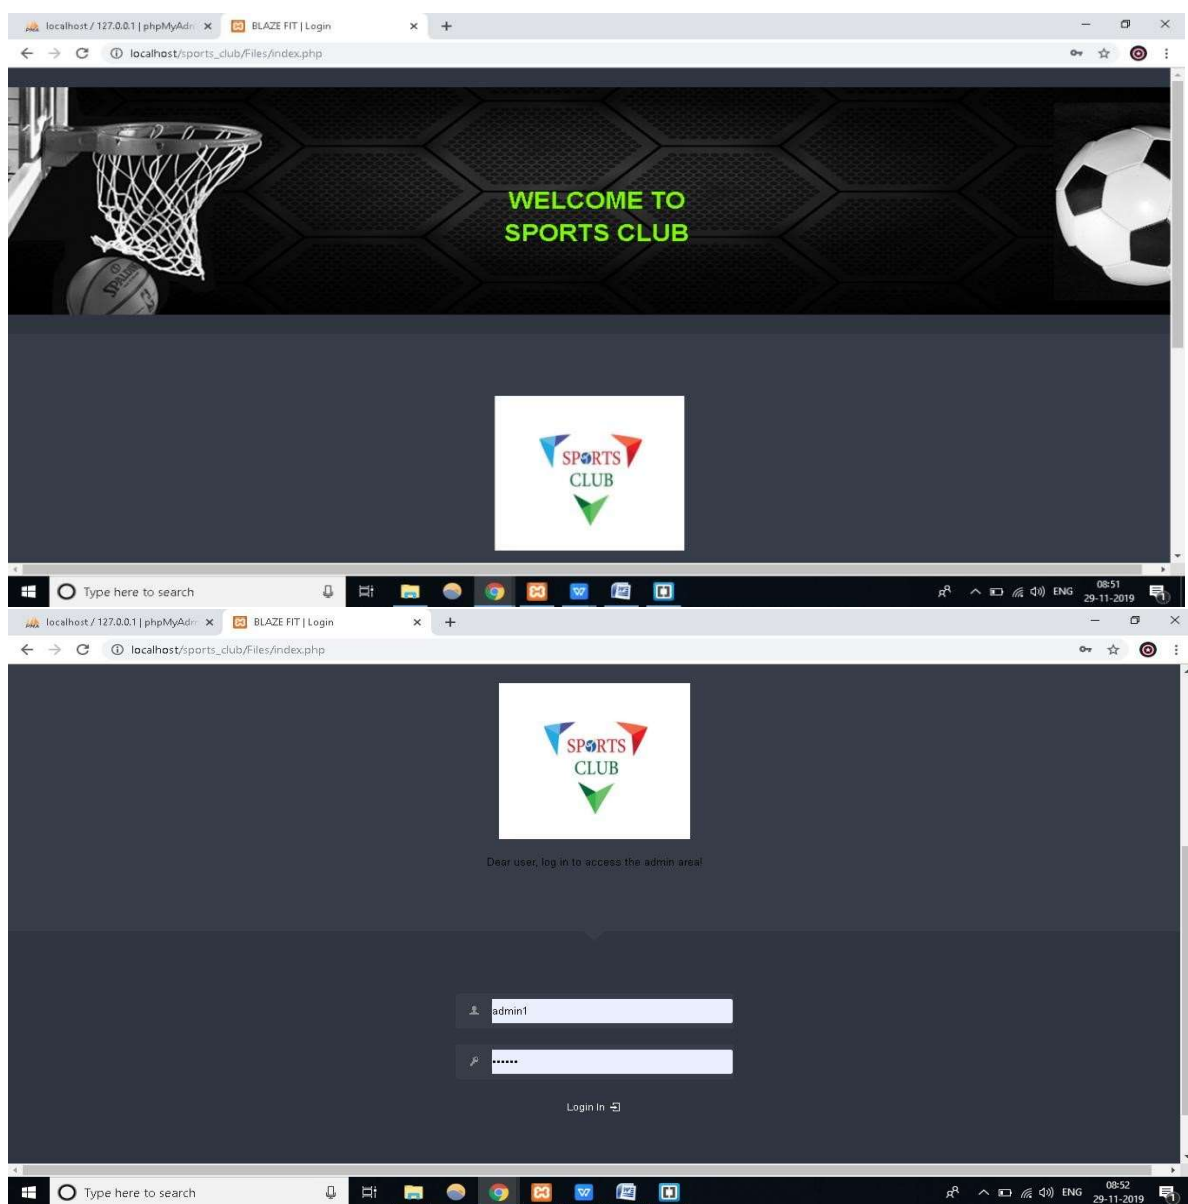 localhost / 127.0.0.1 | phpMyAdm
BLAZE FIT | Login
localhost/sports_club/Files/index.php
WELCOME TO
SPORTS CLUB
SPALDING
SPORTS
CLUB
Type here to search
ENG
08:51
29-11-2019
localhost / 127.0.0.1 | phpMyAdm
BLAZE FIT | Login
localhost/sports_club/Files/index.php
SPORTS
CLUB
Dear user, log in to access the admin area!
admin1
••••••
Login In
Type here to search
ENG
08:52
29-11-2019